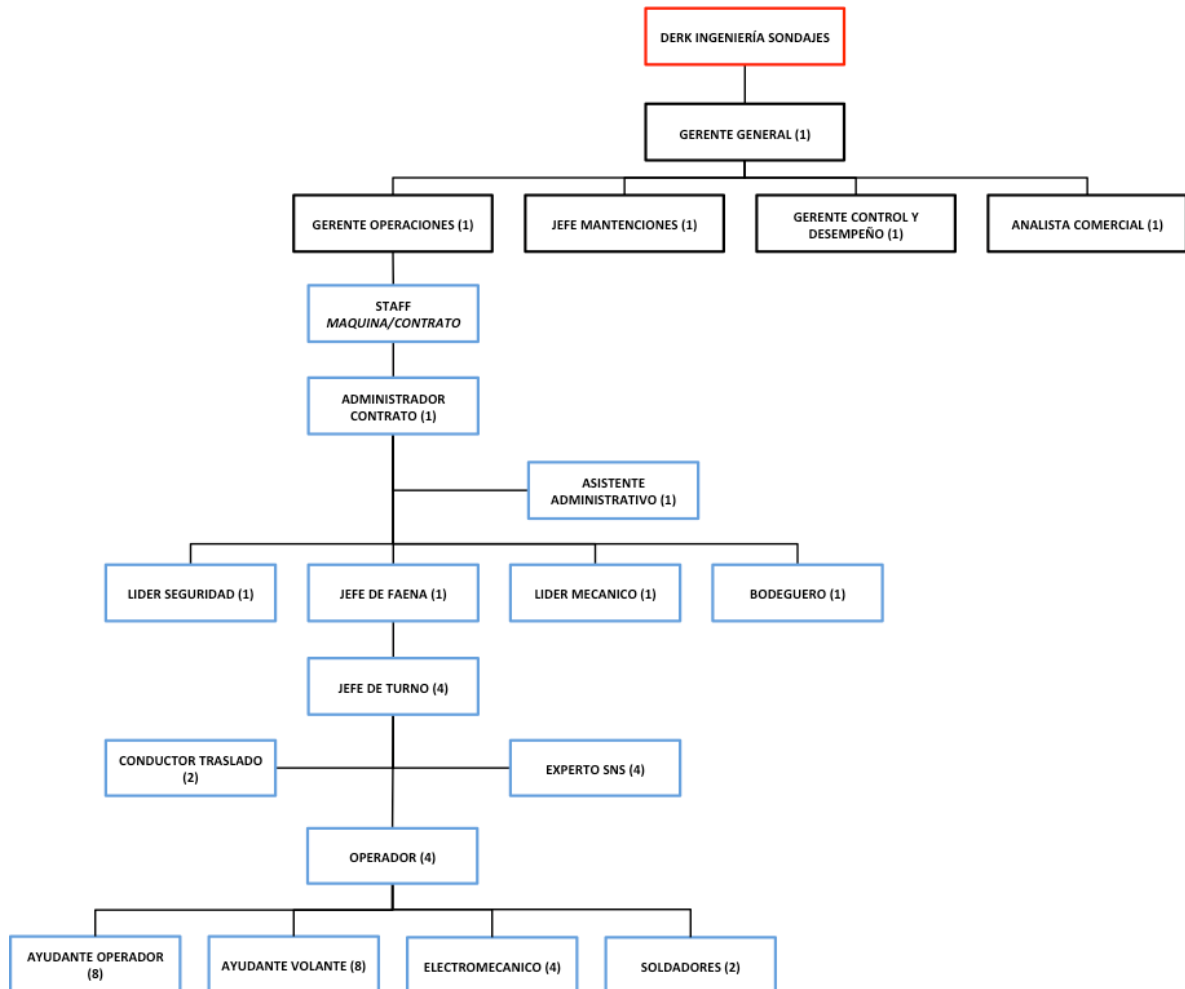 DERK INGENIERÍA SONDAJES
GERENTE GENERAL (1)
GERENTE OPERACIONES (1)
JEFE MANTENCIONES (1)
GERENTE CONTROL Y
DESEMPEÑO (1)
ANALISTA COMERCIAL (1)
STAFF
MAQUINA/CONTRATO
ADMINISTRADOR
CONTRATO (1)
ASISTENTE
ADMINISTRATIVO (1)
LIDER SEGURIDAD (1)
JEFE DE FAENA (1)
LIDER MECANICO (1)
BODEGUERO (1)
JEFE DE TURNO (4)
CONDUCTOR TRASLADO
(2)
EXPERTO SNS (4)
OPERADOR (4)
AYUDANTE OPERADOR
(8)
AYUDANTE VOLANTE (8)
ELECTROMECANICO (4)
SOLDADORES (2)